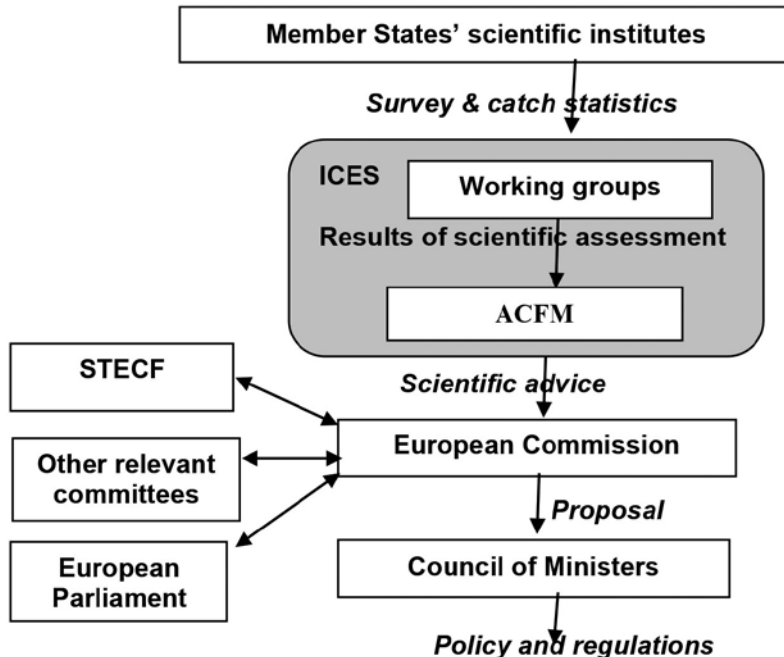 Member States’ scientific institutes
Survey & catch statistics
ICES
Working groups
Results of scientific assessment
ACFM
STECF
Scientific advice
European Commission
Other relevant
committees
Proposal
European
Parliament
Council of Ministers
Policy and regulations